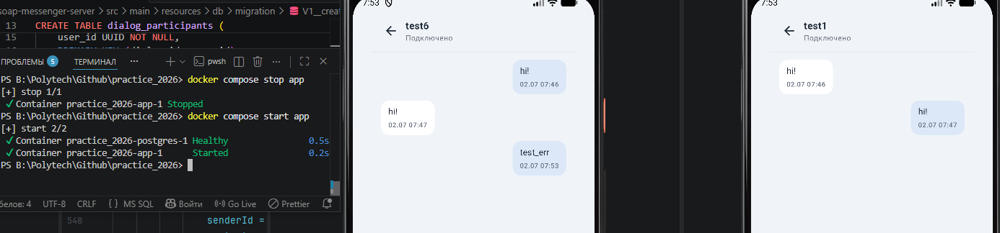 soap-messenger-server > src > main > resources > db > migration > V1__creat
13 CREATE TABLE dialog_participants (
15 user_id UUID NOT NULL,
ПРОБЛЕМЫ 5 ТЕРМИНАЛ ... pwsh ...
PS B:\Polytech\Github\practice_2026> docker compose stop app
[+] stop 1/1
✓ Container practice_2026-app-1 Stopped
PS B:\Polytech\Github\practice_2026> docker compose start app
[+] start 2/2
✓ Container practice_2026-postgres-1 Healthy 0.5s
✓ Container practice_2026-app-1 Started 0.2s
PS B:\Polytech\Github\practice_2026>
белов: 4 UTF-8 CRLF { } MS SQL Войти Go Live Prettier
548 senderId =
7:53
test6
Подключено
hi!
02.07 07:46
hi!
02.07 07:47
test_err
02.07 07:53
7:53
test1
Подключено
hi!
02.07 07:46
hi!
02.07 07:47